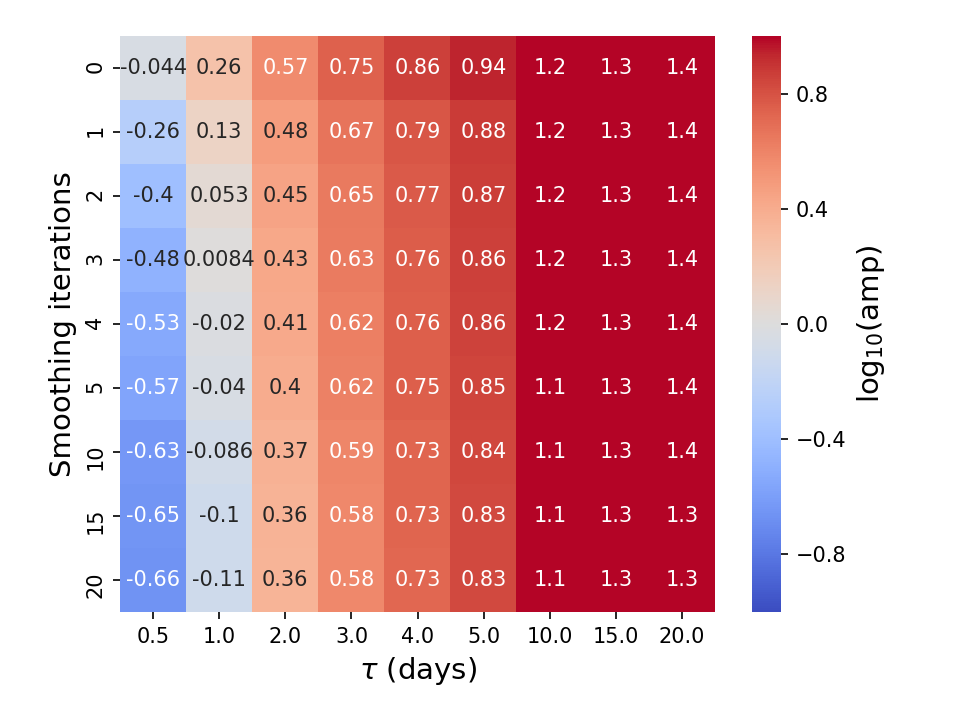 0 -0.044 0.26 0.57 0.75 0.86 0.94 1.2 1.3 1.4
1 -0.26 0.13 0.48 0.67 0.79 0.88 1.2 1.3 1.4
2 -0.4 0.053 0.45 0.65 0.77 0.87 1.2 1.3 1.4
3 -0.48 0.0084 0.43 0.63 0.76 0.86 1.2 1.3 1.4
4 -0.53 -0.02 0.41 0.62 0.76 0.86 1.2 1.3 1.4
5 -0.57 -0.04 0.4 0.62 0.75 0.85 1.1 1.3 1.4
10 -0.63 -0.086 0.37 0.59 0.73 0.84 1.1 1.3 1.4
15 -0.65 -0.1 0.36 0.58 0.73 0.83 1.1 1.3 1.3
20 -0.66 -0.11 0.36 0.58 0.73 0.83 1.1 1.3 1.3
0.5 1.0 2.0 3.0 4.0 5.0 10.0 15.0 20.0
τ (days)
Smoothing iterations
0.8
0.4
0.0
−0.4
−0.8
log₁₀(amp)